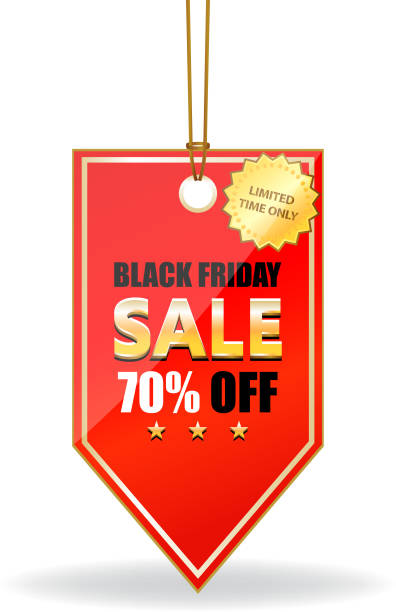 LIMITED
TIME ONLY
BLACK FRIDAY
SALE
70% OFF